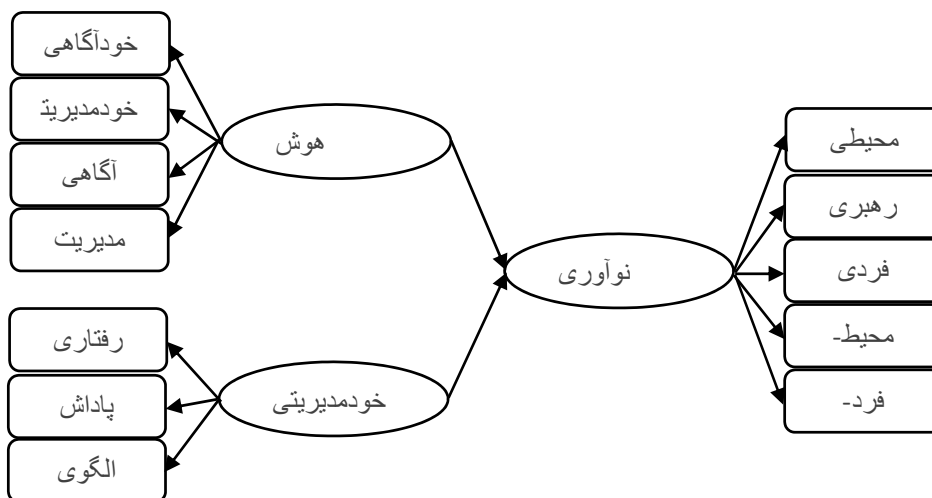 خودآگاهی
خودمدیریت
آگاهی
مدیریت
هوش
محیطی
رهبری
فردی
محیط-
فرد-
نوآوری
رفتاری
پاداش
الگوی
خودمدیریتی